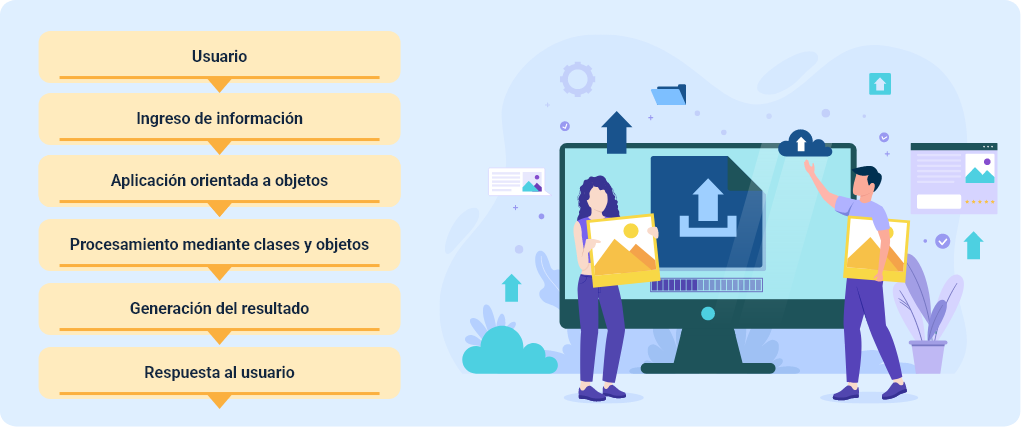 Usuario
Ingreso de información
Aplicación orientada a objetos
Procesamiento mediante clases y objetos
Generación del resultado
Respuesta al usuario